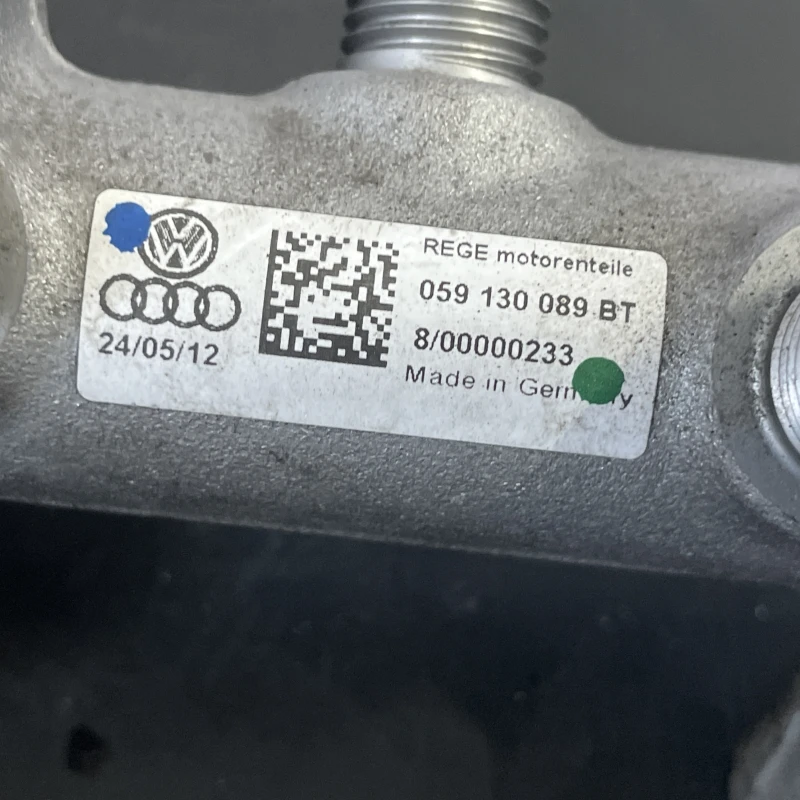 REGE motorenteile
059 130 089 BT
8/00000233
Made in Germany
24/05/12